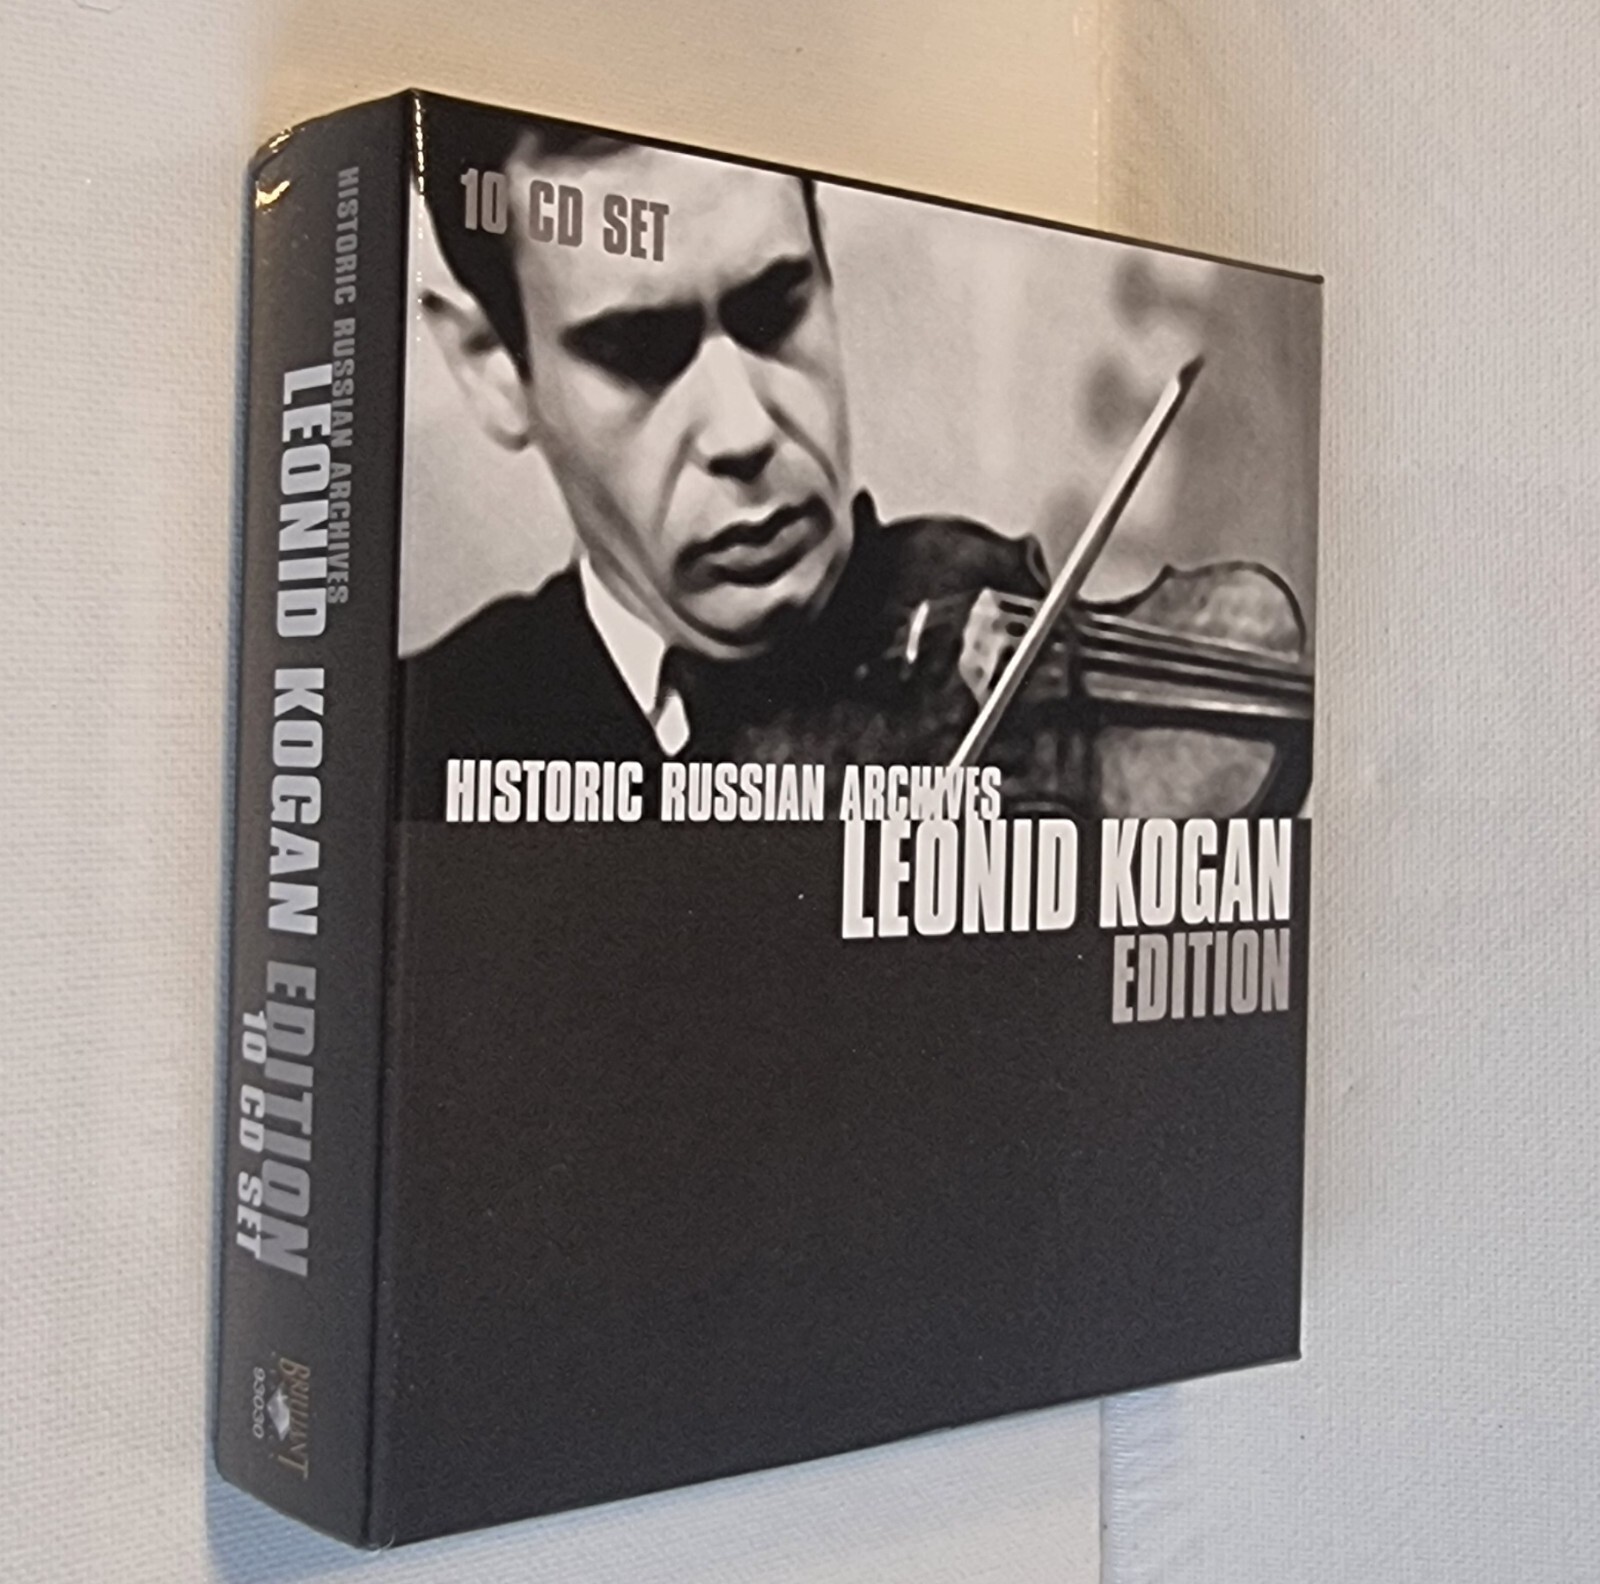 HISTORIC RUSSIAN ARCHIVES
LEONID KOGAN EDITION
10 CD SET
BRILLIANT
93030
10 CD SET
HISTORIC RUSSIAN ARCHIVES
LEONID KOGAN
EDITION